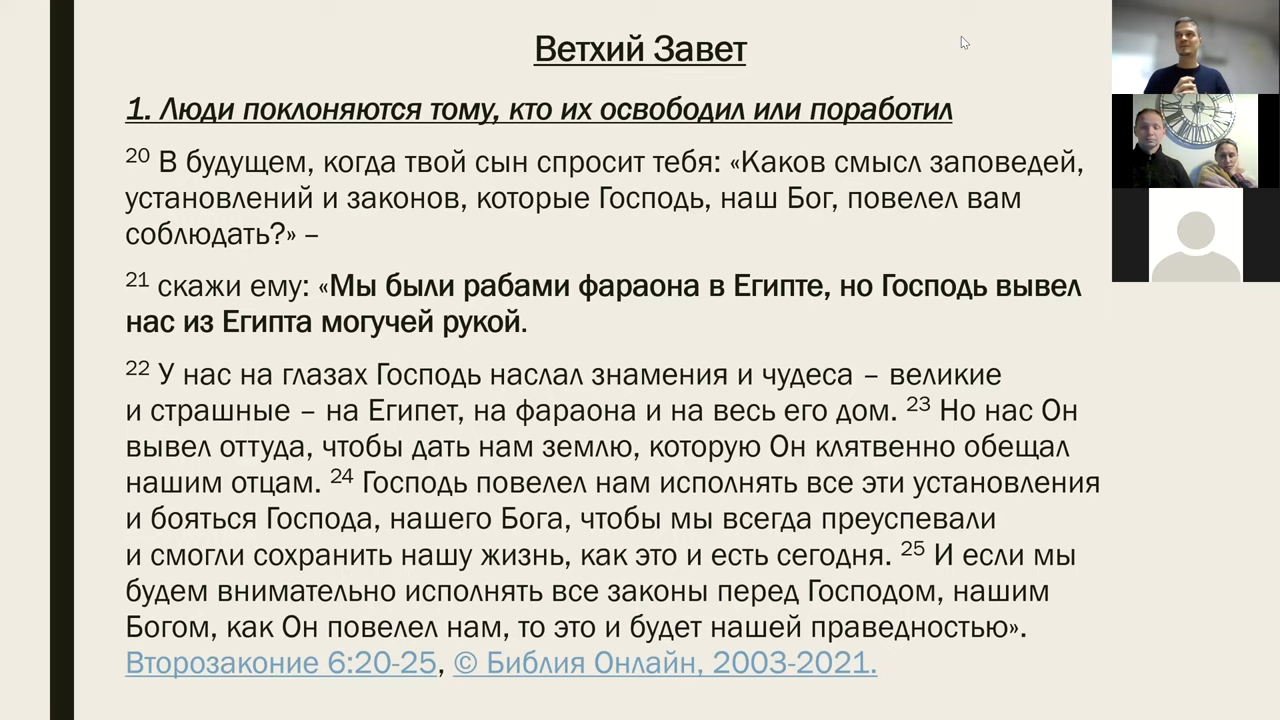 Ветхий Завет
1. Люди поклоняются тому, кто их освободил или поработил
20 В будущем, когда твой сын спросит тебя: «Каков смысл заповедей,
установлений и законов, которые Господь, наш Бог, повелел вам
соблюдать?» –
21 скажи ему: «Мы были рабами фараона в Египте, но Господь вывел
нас из Египта могучей рукой.
22 У нас на глазах Господь наслал знамения и чудеса – великие
и страшные – на Египет, на фараона и на весь его дом. 23 Но нас Он
вывел оттуда, чтобы дать нам землю, которую Он клятвенно обещал
нашим отцам. 24 Господь повелел нам исполнять все эти установления
и бояться Господа, нашего Бога, чтобы мы всегда преуспевали
и смогли сохранить нашу жизнь, как это и есть сегодня. 25 И если мы
будем внимательно исполнять все законы перед Господом, нашим
Богом, как Он повелел нам, то это и будет нашей праведностью».
Второзаконие 6:20-25, © Библия Онлайн, 2003-2021.